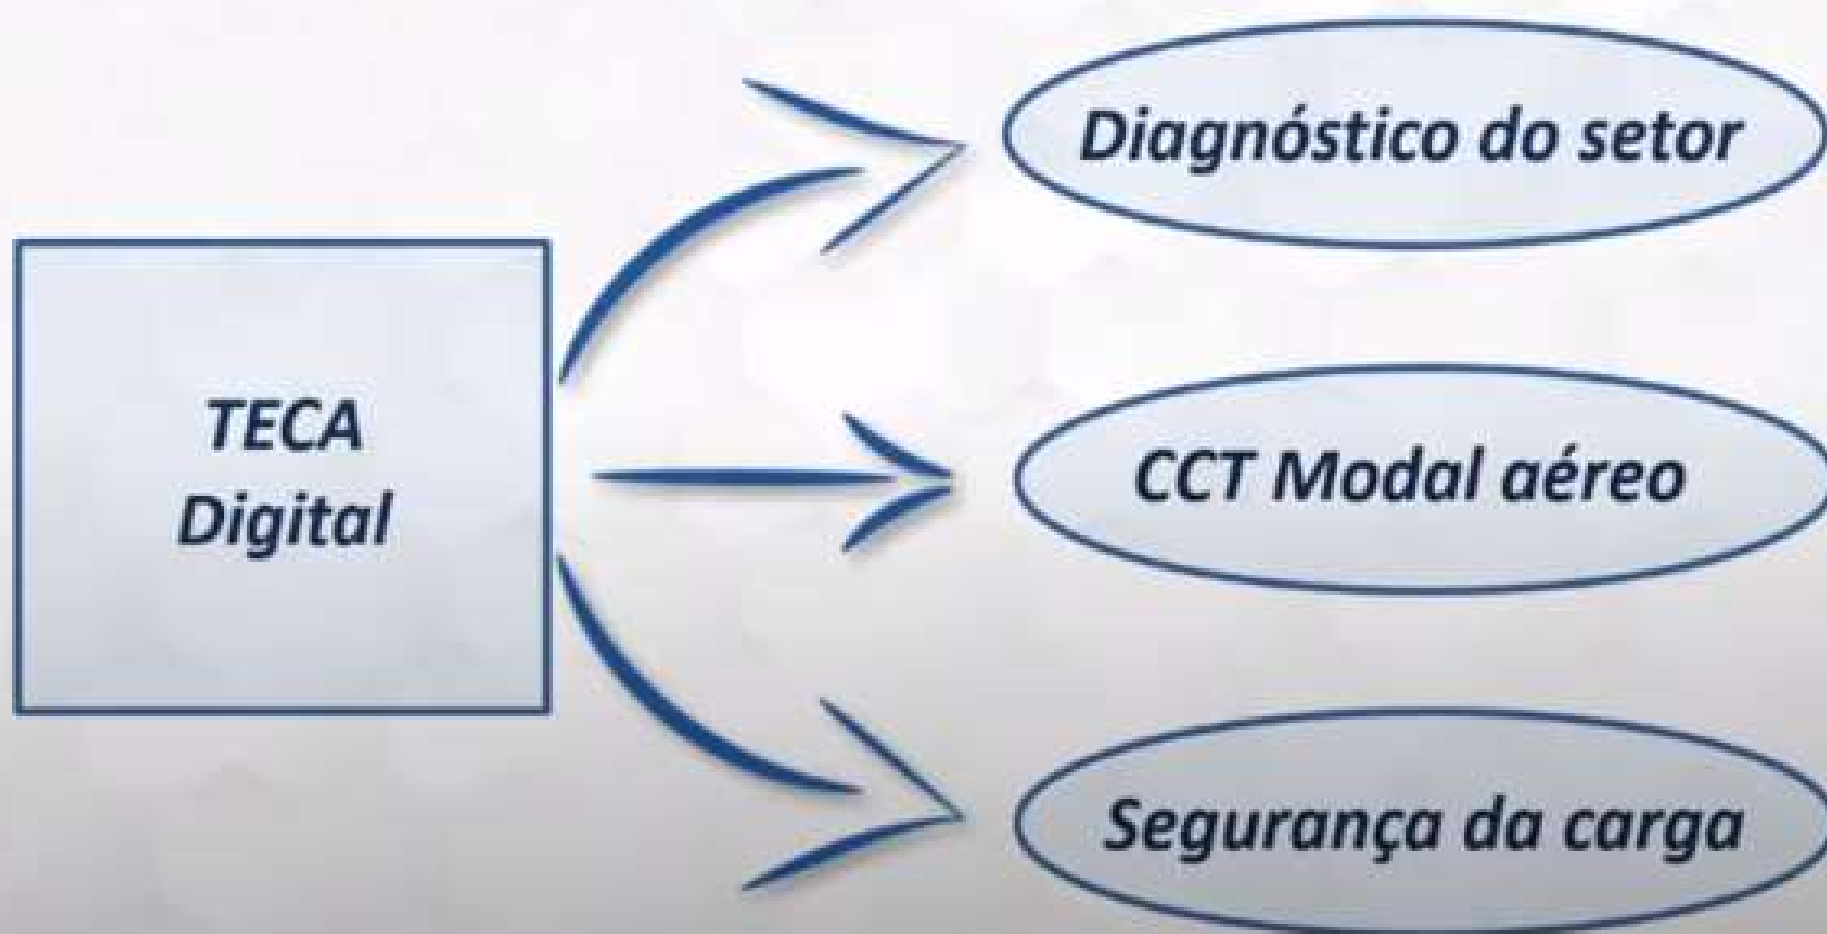 TECA
Digital
Diagnóstico do setor
CCT Modal aéreo
Segurança da carga